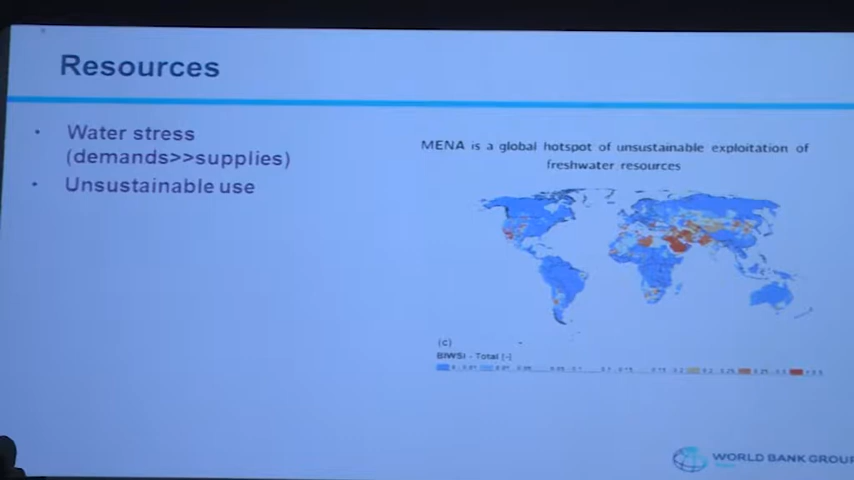 Resources
• Water stress
(demands>>supplies)
• Unsustainable use
MENA is a global hotspot of unsustainable exploitation of
freshwater resources
(c)
BIWSI - Total [-]
WORLD BANK GROUP